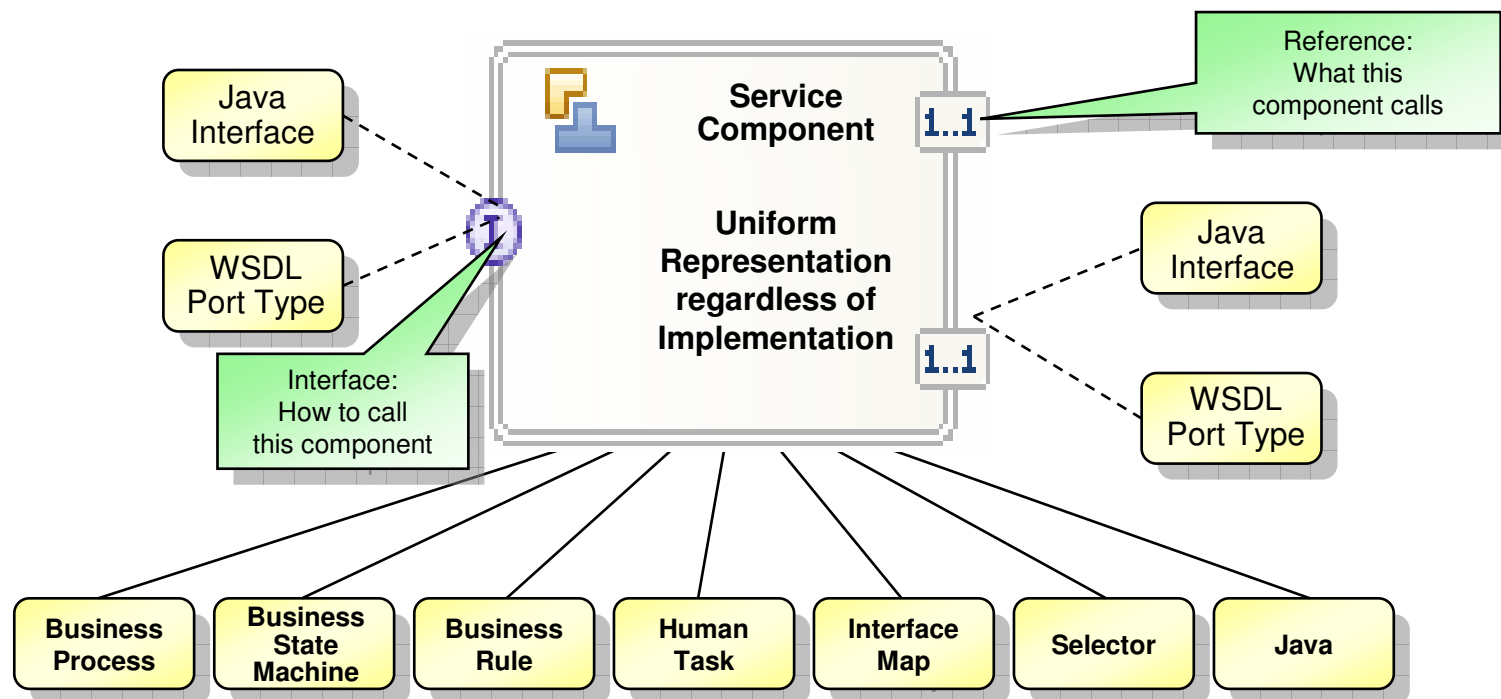 Java
Interface
WSDL
Port Type
I
Interface:
How to call
this component
Service
Component
Uniform
Representation
regardless of
Implementation
1..1
1..1
Reference:
What this
component calls
Java
Interface
WSDL
Port Type
Business
Process
Business
State
Machine
Business
Rule
Human
Task
Interface
Map
Selector
Java